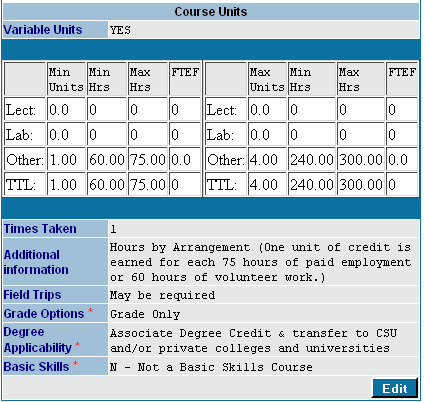 Course Units
Variable Units YES
Min Units Min Hrs Max Hrs FTEF Max Units Min Hrs Max Hrs FTEF
Lect: 0.0 0 0 0 Lect: 0.0 0 0 0
Lab: 0.0 0 0 0 Lab: 0.0 0 0 0
Other: 1.00 60.00 75.00 0.0 Other: 4.00 240.00 300.00 0.0
TTL: 1.00 60.00 75.00 0 TTL: 4.00 240.00 300.00 0
Times Taken 1
Additional information Hours by Arrangement (One unit of credit is
earned for each 75 hours of paid employment
or 60 hours of volunteer work.)
Field Trips May be required
Grade Options * Grade Only
Degree Applicability * Associate Degree Credit & transfer to CSU
and/or private colleges and universities
Basic Skills * N - Not a Basic Skills Course
Edit